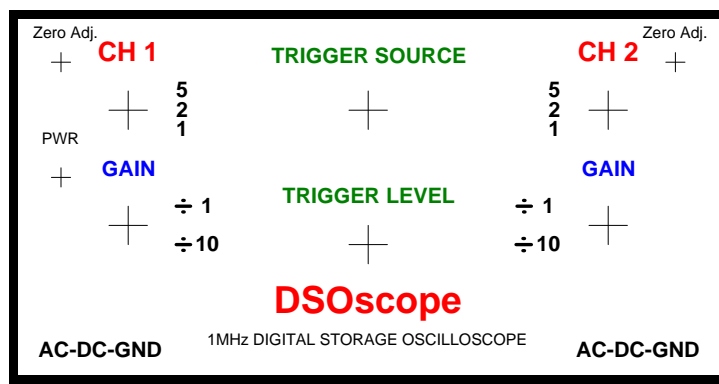 Zero Adj.
CH 1
TRIGGER SOURCE
CH 2
Zero Adj.
5
2
1
5
2
1
PWR
GAIN
TRIGGER LEVEL
GAIN
÷ 1
÷ 10
÷ 1
÷ 10
DSOscope
1MHz DIGITAL STORAGE OSCILLOSCOPE
AC-DC-GND
AC-DC-GND